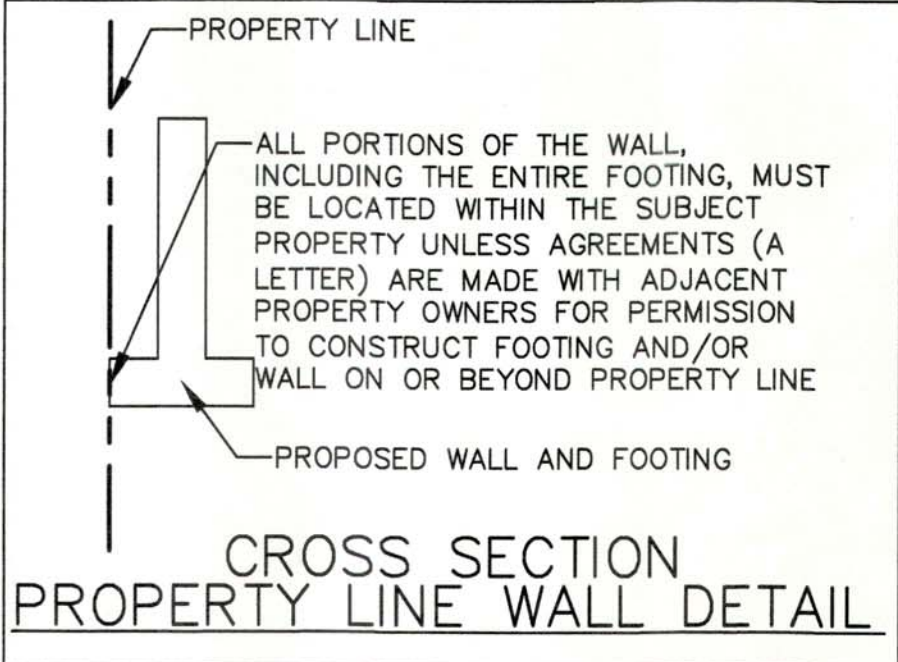 PROPERTY LINE
ALL PORTIONS OF THE WALL,
INCLUDING THE ENTIRE FOOTING, MUST
BE LOCATED WITHIN THE SUBJECT
PROPERTY UNLESS AGREEMENTS (A
LETTER) ARE MADE WITH ADJACENT
PROPERTY OWNERS FOR PERMISSION
TO CONSTRUCT FOOTING AND/OR
WALL ON OR BEYOND PROPERTY LINE
PROPOSED WALL AND FOOTING
CROSS SECTION
PROPERTY LINE WALL DETAIL